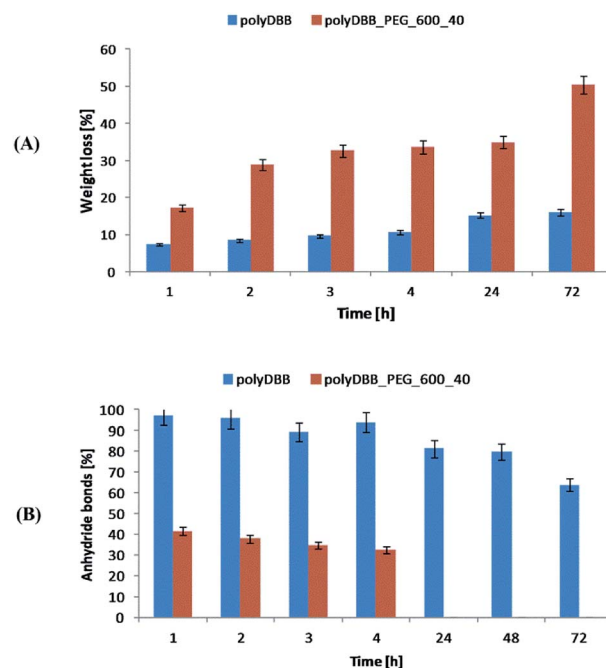 polyDBB polyDBB_PEG_600_40
(A)
Weight loss [%]
60
50
40
30
20
10
0
1 2 3 4 24 72
Time [h]
polyDBB polyDBB_PEG_600_40
(B)
Anhydride bonds [%]
100
90
80
70
60
50
40
30
20
10
0
1 2 3 4 24 48 72
Time [h]